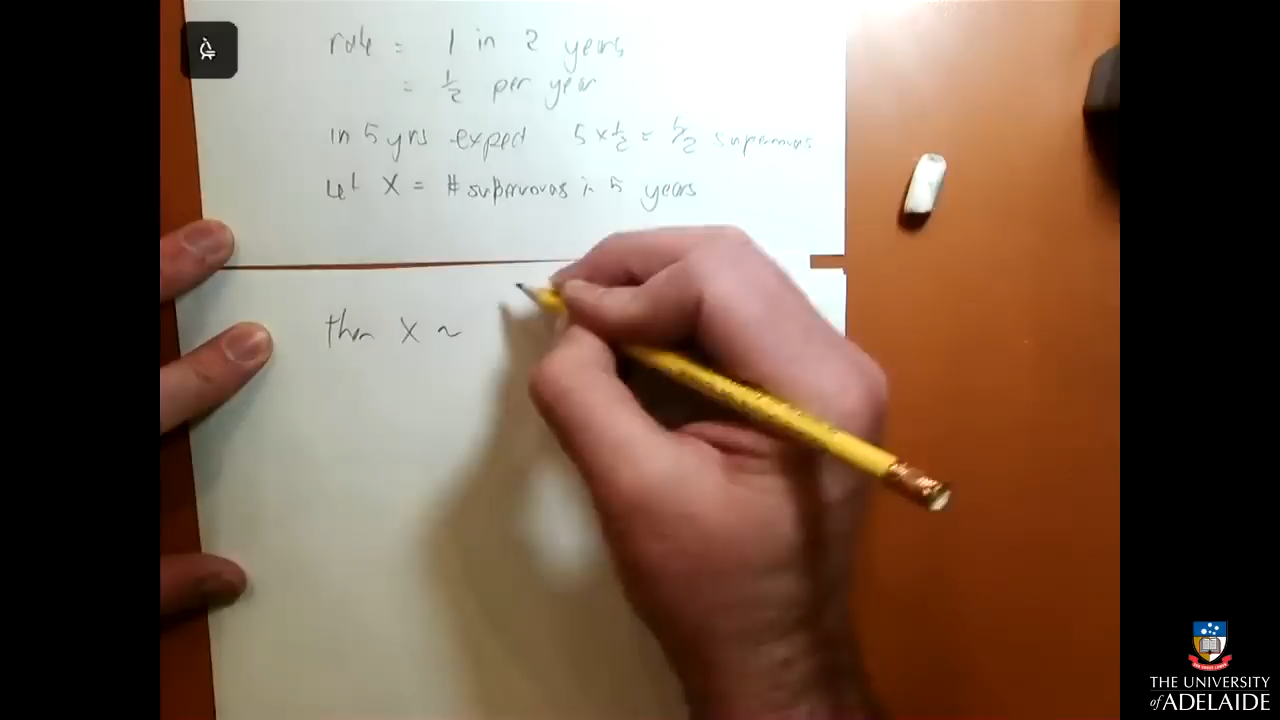 rate = 1 in 2 years
= 1/2 per year
in 5 yrs expect 5 × 1/2 = 5/2 supernovas
Let X = # supernovas in 5 years
then X ~
THE UNIVERSITY
of ADELAIDE